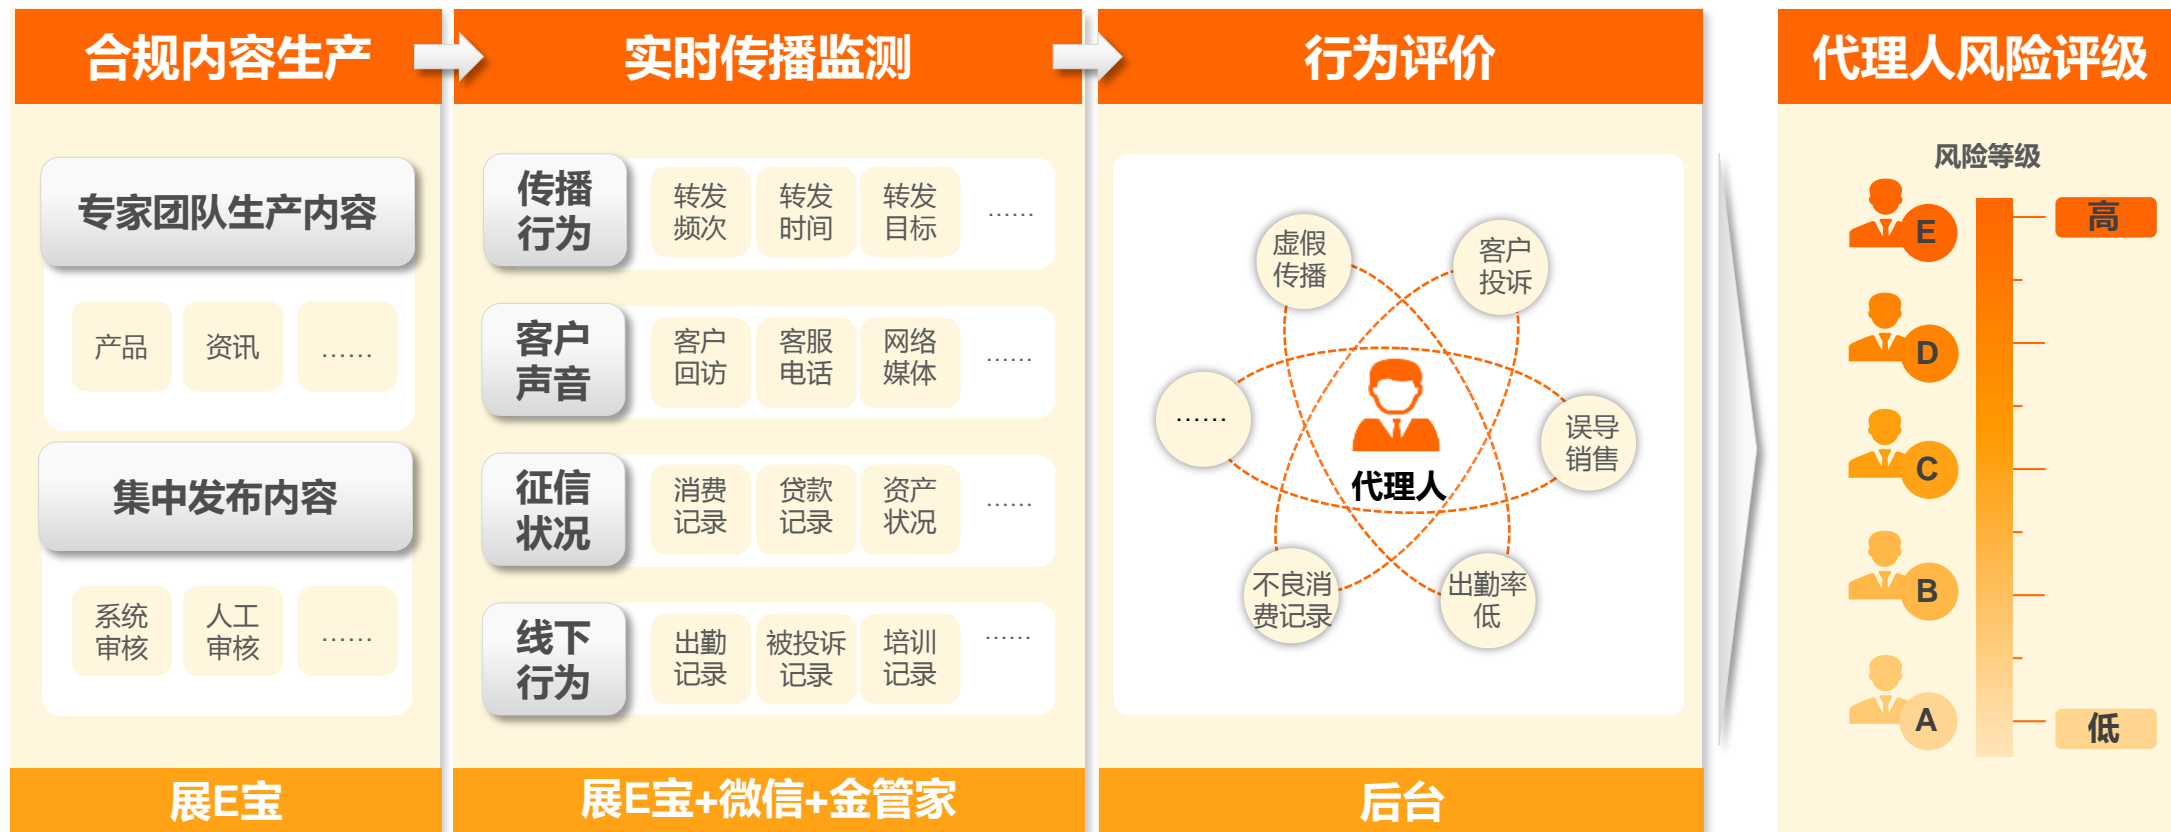 合规内容生产
专家团队生产内容
产品
资讯
……
集中发布内容
系统
审核
人工
审核
……
展E宝
实时传播监测
传播
行为
转发
频次
转发
时间
转发
目标
……
客户
声音
客户
回访
客服
电话
网络
媒体
……
征信
状况
消费
记录
贷款
记录
资产
状况
……
线下
行为
出勤
记录
被投诉
记录
培训
记录
……
展E宝+微信+金管家
行为评价
虚假
传播
客户
投诉
……
代理人
误导
销售
不良消
费记录
出勤率
低
后台
代理人风险评级
风险等级
E
高
D
C
B
A
低